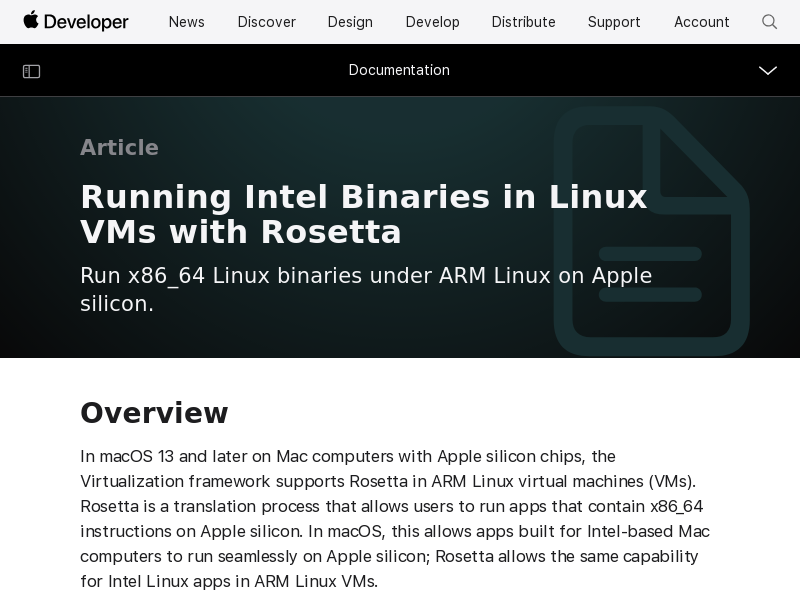 Developer News Discover Design Develop Distribute Support Account
Documentation
Article
Running Intel Binaries in Linux
VMs with Rosetta
Run x86_64 Linux binaries under ARM Linux on Apple
silicon.
Overview
In macOS 13 and later on Mac computers with Apple silicon chips, the
Virtualization framework supports Rosetta in ARM Linux virtual machines (VMs).
Rosetta is a translation process that allows users to run apps that contain x86_64
instructions on Apple silicon. In macOS, this allows apps built for Intel-based Mac
computers to run seamlessly on Apple silicon; Rosetta allows the same capability
for Intel Linux apps in ARM Linux VMs.